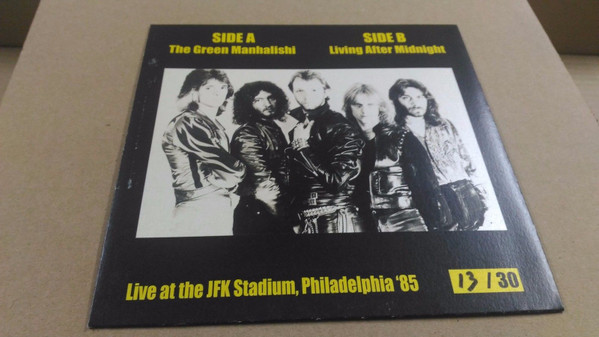 SIDE A
The Green Manhalishi
SIDE B
Living After Midnight
Live at the JFK Stadium, Philadelphia '85
13 / 30